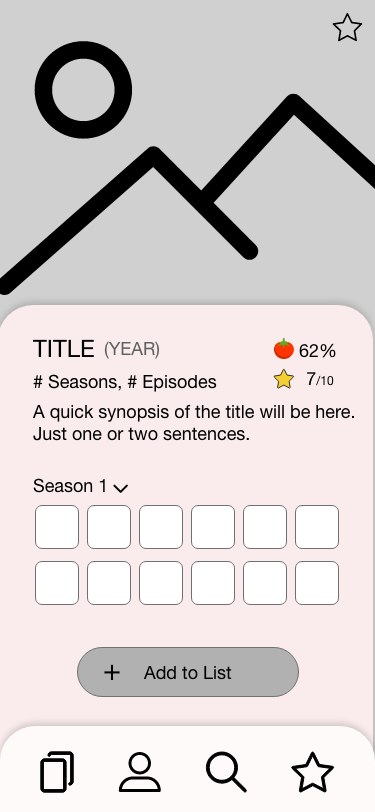 TITLE (YEAR)
62%
# Seasons, # Episodes
7/10
A quick synopsis of the title will be here.
Just one or two sentences.
Season 1
+ Add to List